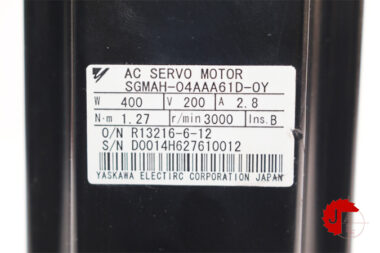 AC SERVO MOTOR
SGMAH-04AAA61D-OY
W 400 V 200 A 2.8
N·m 1.27 r/min 3000 Ins. B
O/N R13216-6-12
S/N D0014H627610012
YASKAWA ELECTIRC CORPORATION JAPAN